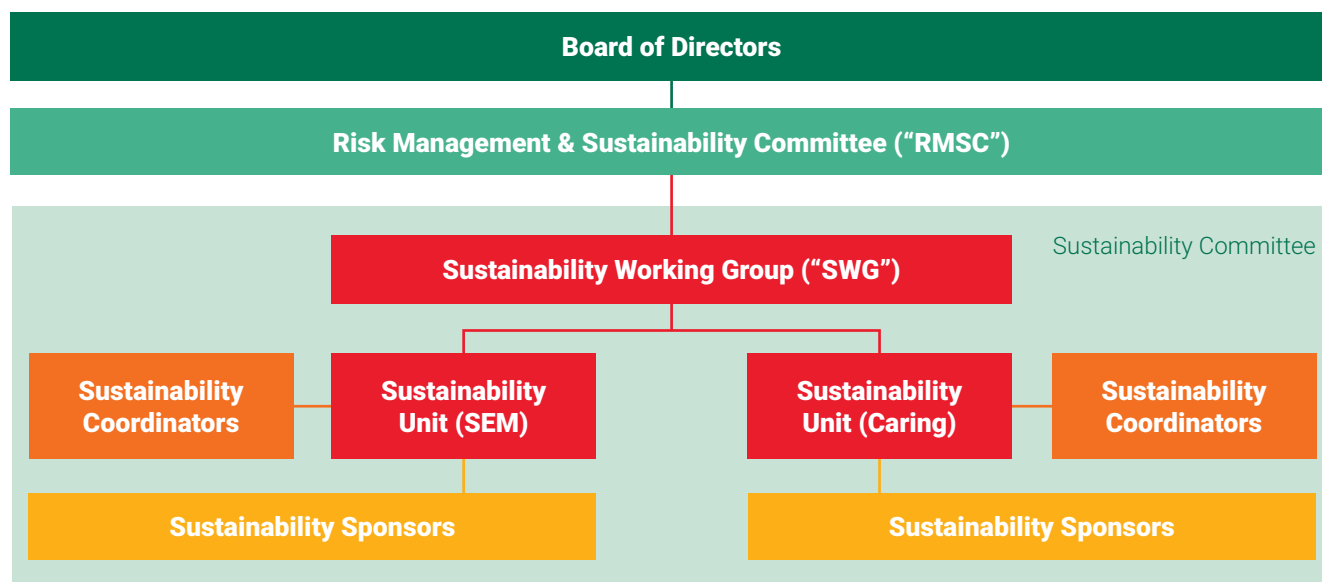 Board of Directors
Risk Management & Sustainability Committee (“RMSC”)
Sustainability Committee
Sustainability Working Group (“SWG”)
Sustainability
Coordinators
Sustainability
Unit (SEM)
Sustainability
Unit (Caring)
Sustainability
Coordinators
Sustainability Sponsors
Sustainability Sponsors